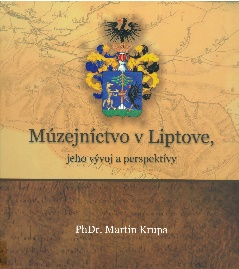 Múzejníctvo v Liptove,
jeho vývoj a perspektívy
PhDr. Martin Krupa